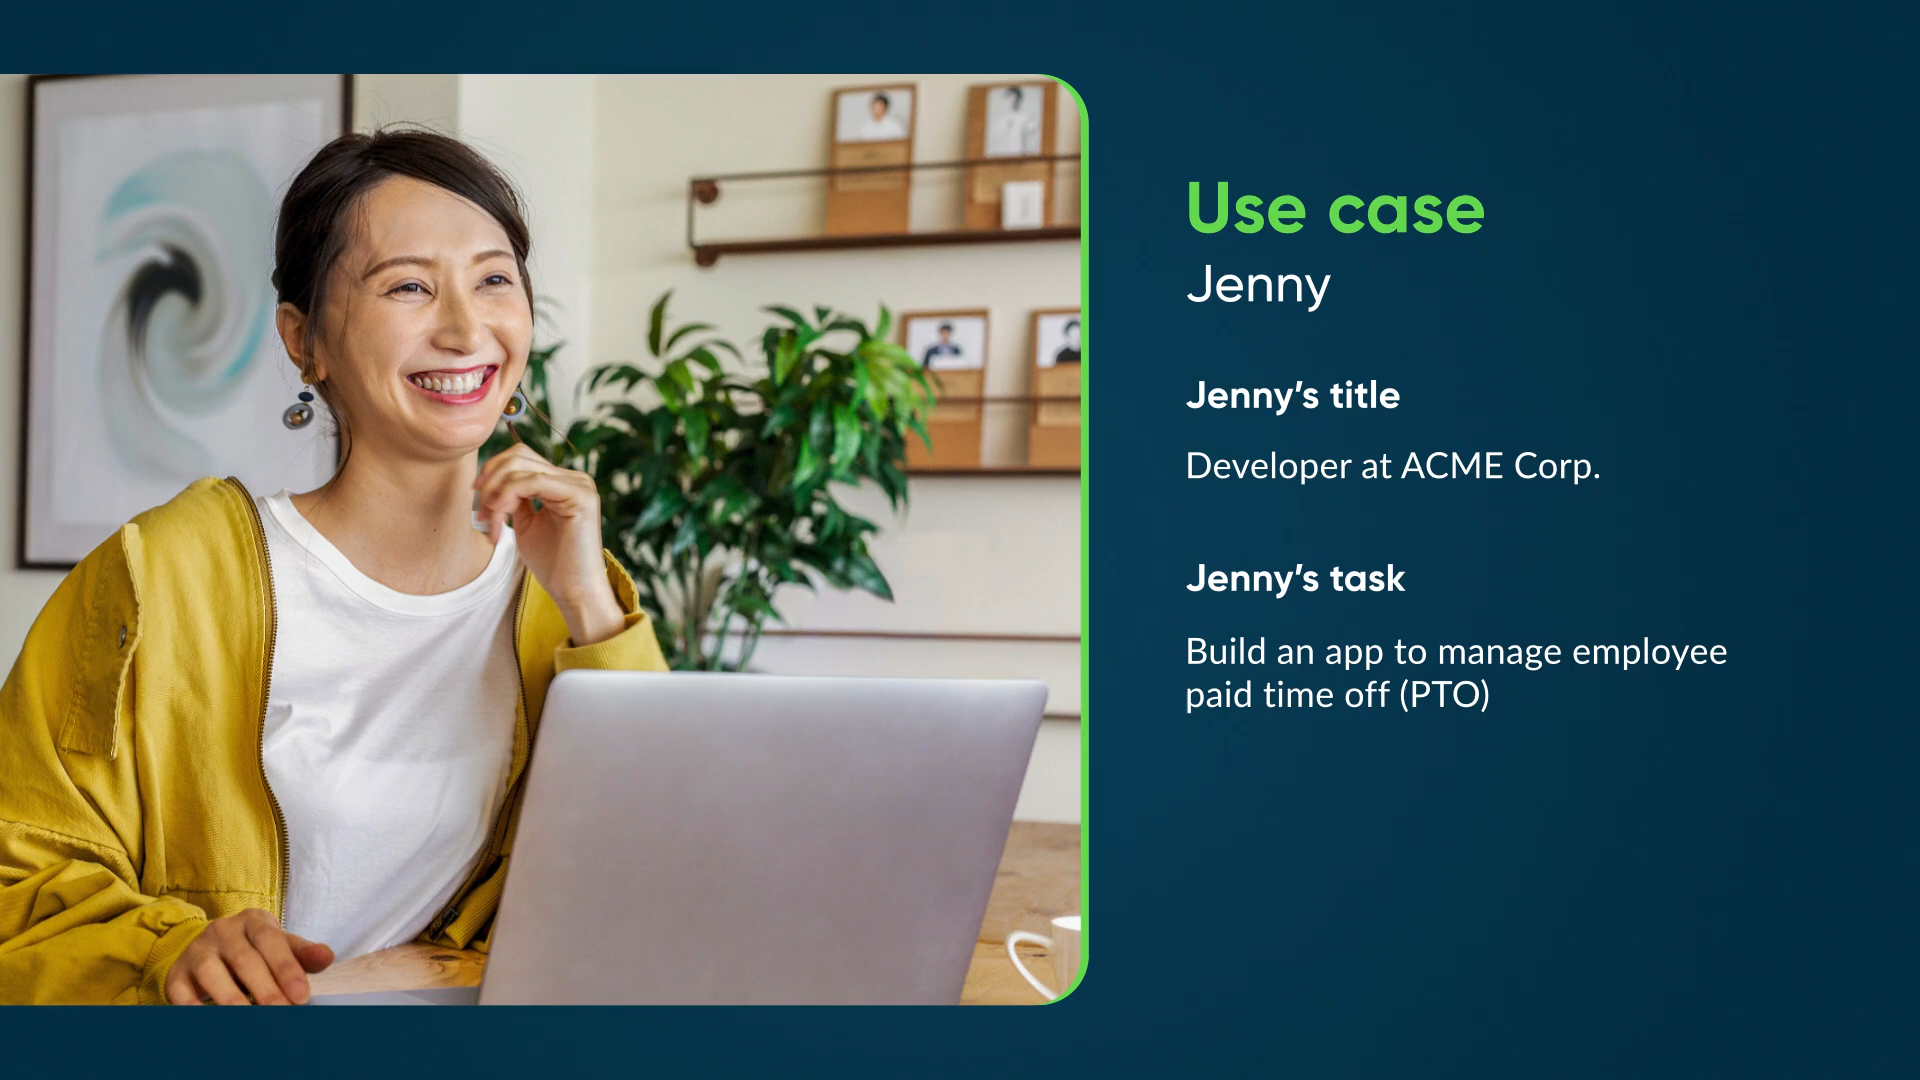 Use case
Jenny
Jenny’s title
Developer at ACME Corp.
Jenny’s task
Build an app to manage employee
paid time off (PTO)